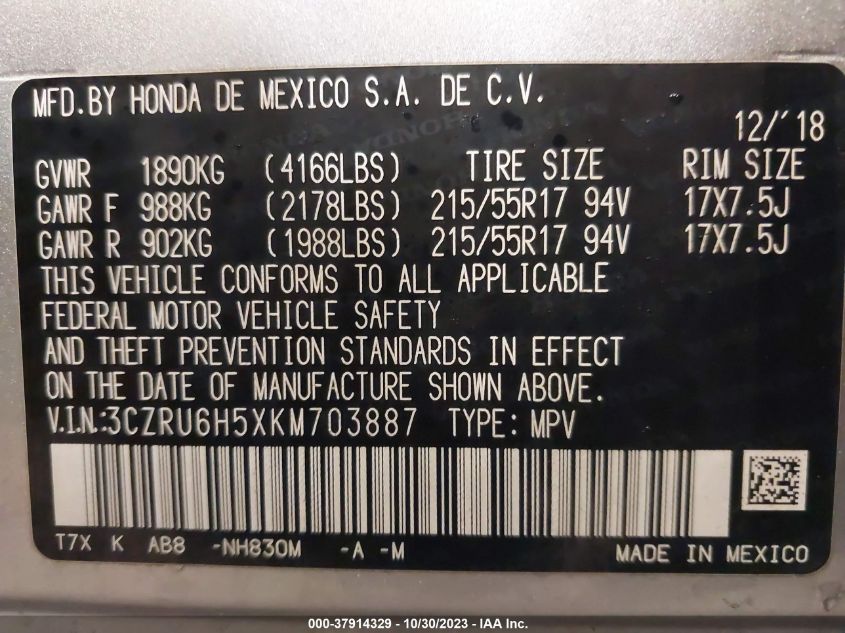 MFD.BY HONDA DE MEXICO S.A. DE C.V.
12/'18
GVWR 1890KG (4166LBS) TIRE SIZE RIM SIZE
GAWR F 988KG (2178LBS) 215/55R17 94V 17X7.5J
GAWR R 902KG (1988LBS) 215/55R17 94V 17X7.5J
THIS VEHICLE CONFORMS TO ALL APPLICABLE
FEDERAL MOTOR VEHICLE SAFETY
AND THEFT PREVENTION STANDARDS IN EFFECT
ON THE DATE OF MANUFACTURE SHOWN ABOVE.
V.I.N.:3CZRU6H5XKM703887 TYPE: MPV
T7X K AB8 -NH830M -A -M MADE IN MEXICO
000-37914329 - 10/30/2023 - IAA Inc.